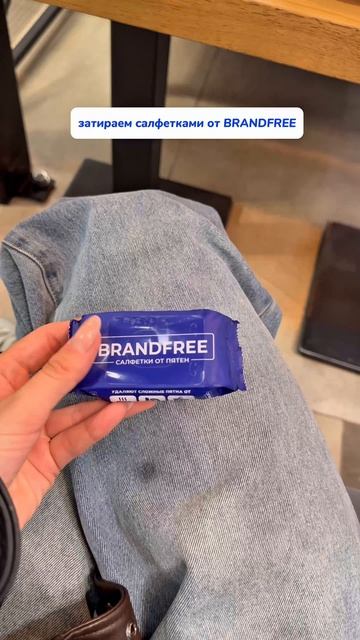 затираем салфетками от BRANDFREE
BRANDFREE
САЛФЕТКИ ОТ ПЯТЕН
УДАЛЯЮТ СЛОЖНЫЕ ПЯТНА ОТ